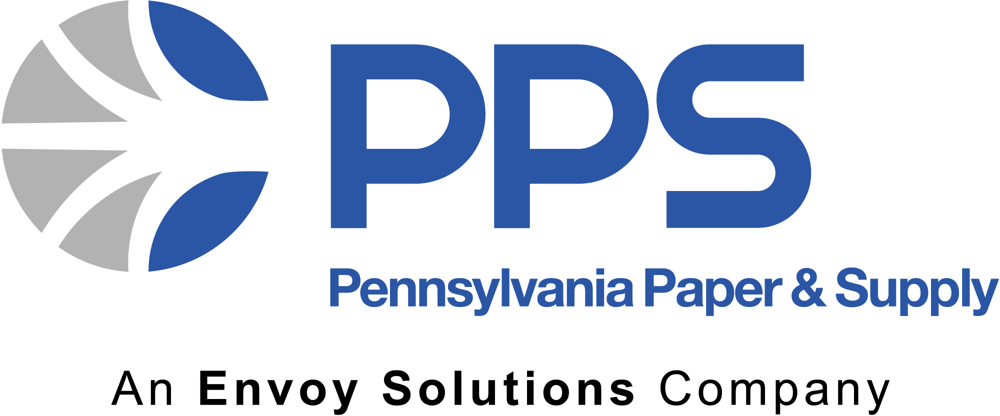 PPS
Pennsylvania Paper & Supply
An Envoy Solutions Company